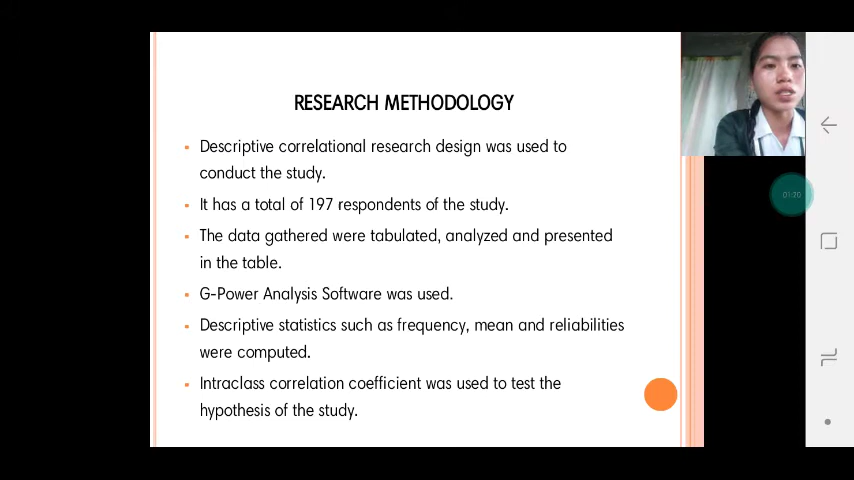 RESEARCH METHODOLOGY
Descriptive correlational research design was used to
conduct the study.
It has a total of 197 respondents of the study.
The data gathered were tabulated, analyzed and presented
in the table.
G-Power Analysis Software was used.
Descriptive statistics such as frequency, mean and reliabilities
were computed.
Intraclass correlation coefficient was used to test the
hypothesis of the study.
01:20